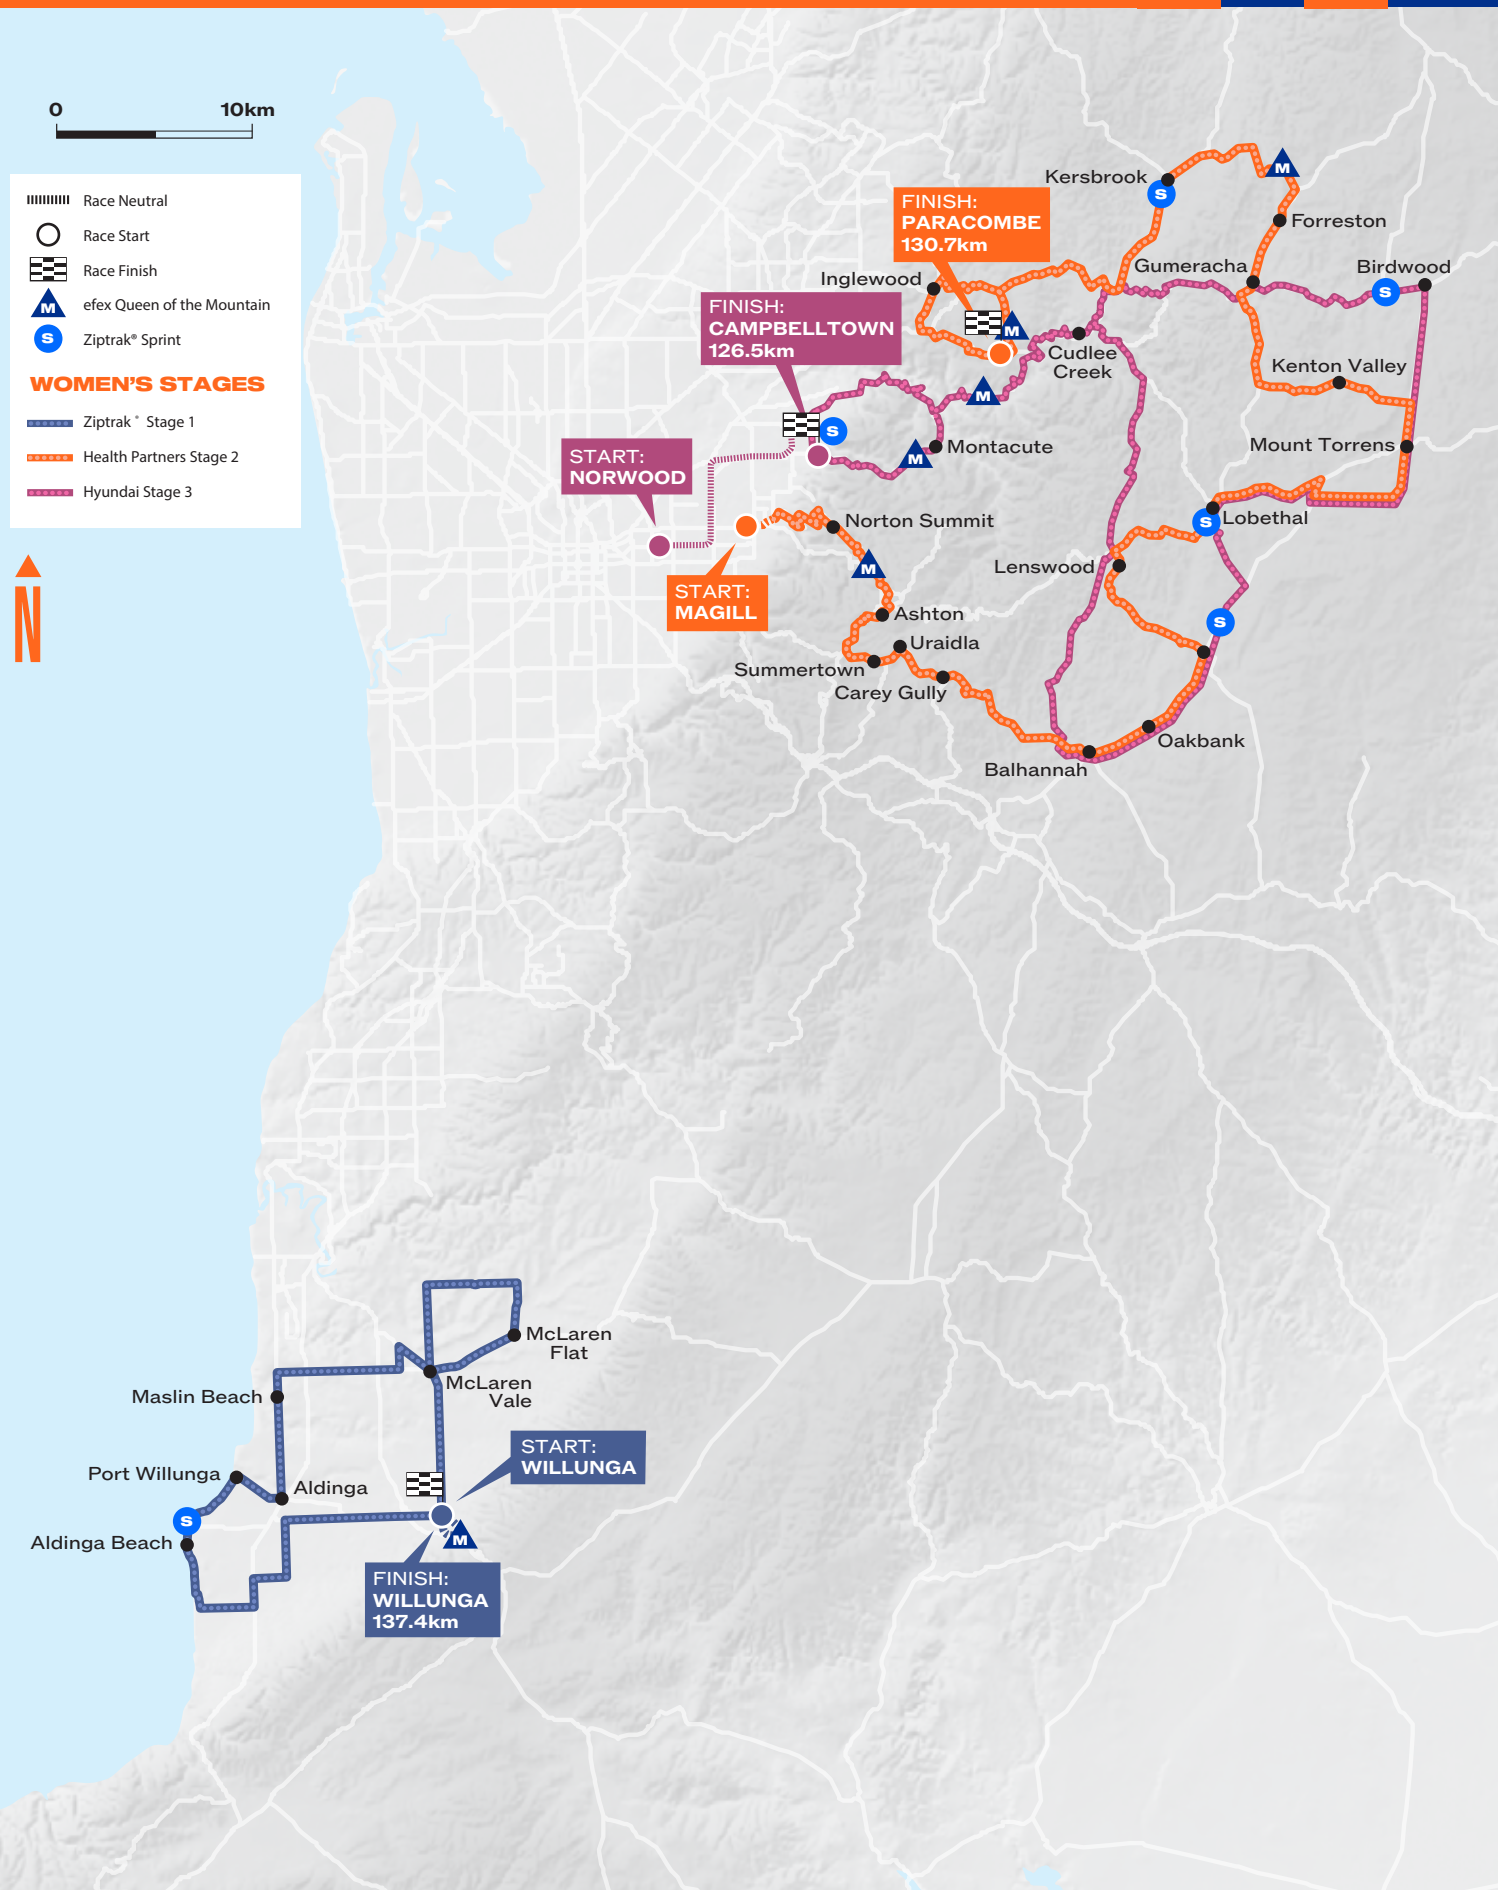 0 10km
Race Neutral
Race Start
Race Finish
M efex Queen of the Mountain
S Ziptrak® Sprint
WOMEN'S STAGES
Ziptrak® Stage 1
Health Partners Stage 2
Hyundai Stage 3
N
Kersbrook
S
M
Forreston
FINISH:
PARACOMBE
130.7km
Gumeracha
Birdwood
S
Inglewood
M
FINISH:
CAMPBELLTOWN
126.5km
Cudlee
Creek
Kenton Valley
M
S
M
Montacute
Mount Torrens
START:
NORWOOD
Norton Summit
Lobethal
S
M
Lenswood
START:
MAGILL
Ashton
S
Uraidla
Summertown
Carey Gully
Oakbank
Balhannah
McLaren
Flat
McLaren
Vale
Maslin Beach
START:
WILLUNGA
Port Willunga
Aldinga
S
Aldinga Beach
M
FINISH:
WILLUNGA
137.4km